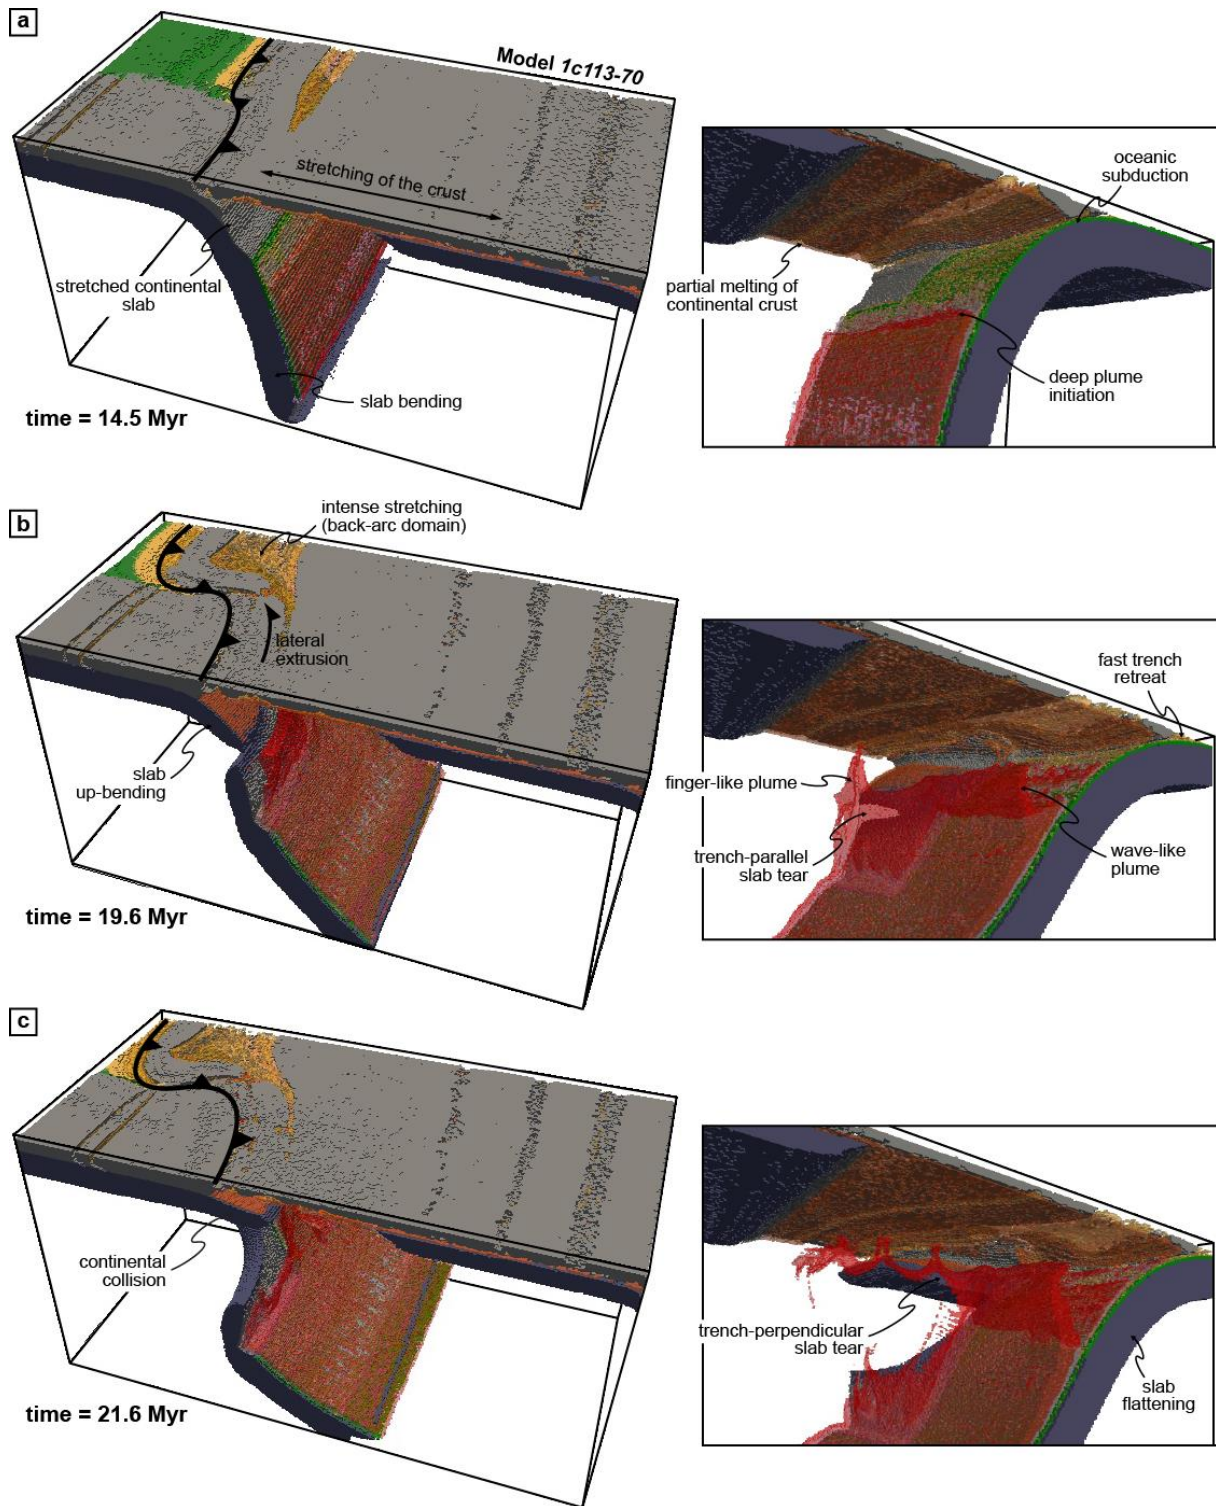 a
Model 1c113-70
stretching of the crust
stretched continental
slab
slab bending
time = 14.5 Myr
oceanic
subduction
partial melting of
continental crust
deep plume
initiation
b
intense stretching
(back-arc domain)
lateral
extrusion
slab
up-bending
time = 19.6 Myr
fast trench
retreat
finger-like plume
trench-parallel
slab tear
wave-like
plume
c
continental
collision
time = 21.6 Myr
trench-perpendicular
slab tear
slab
flattening